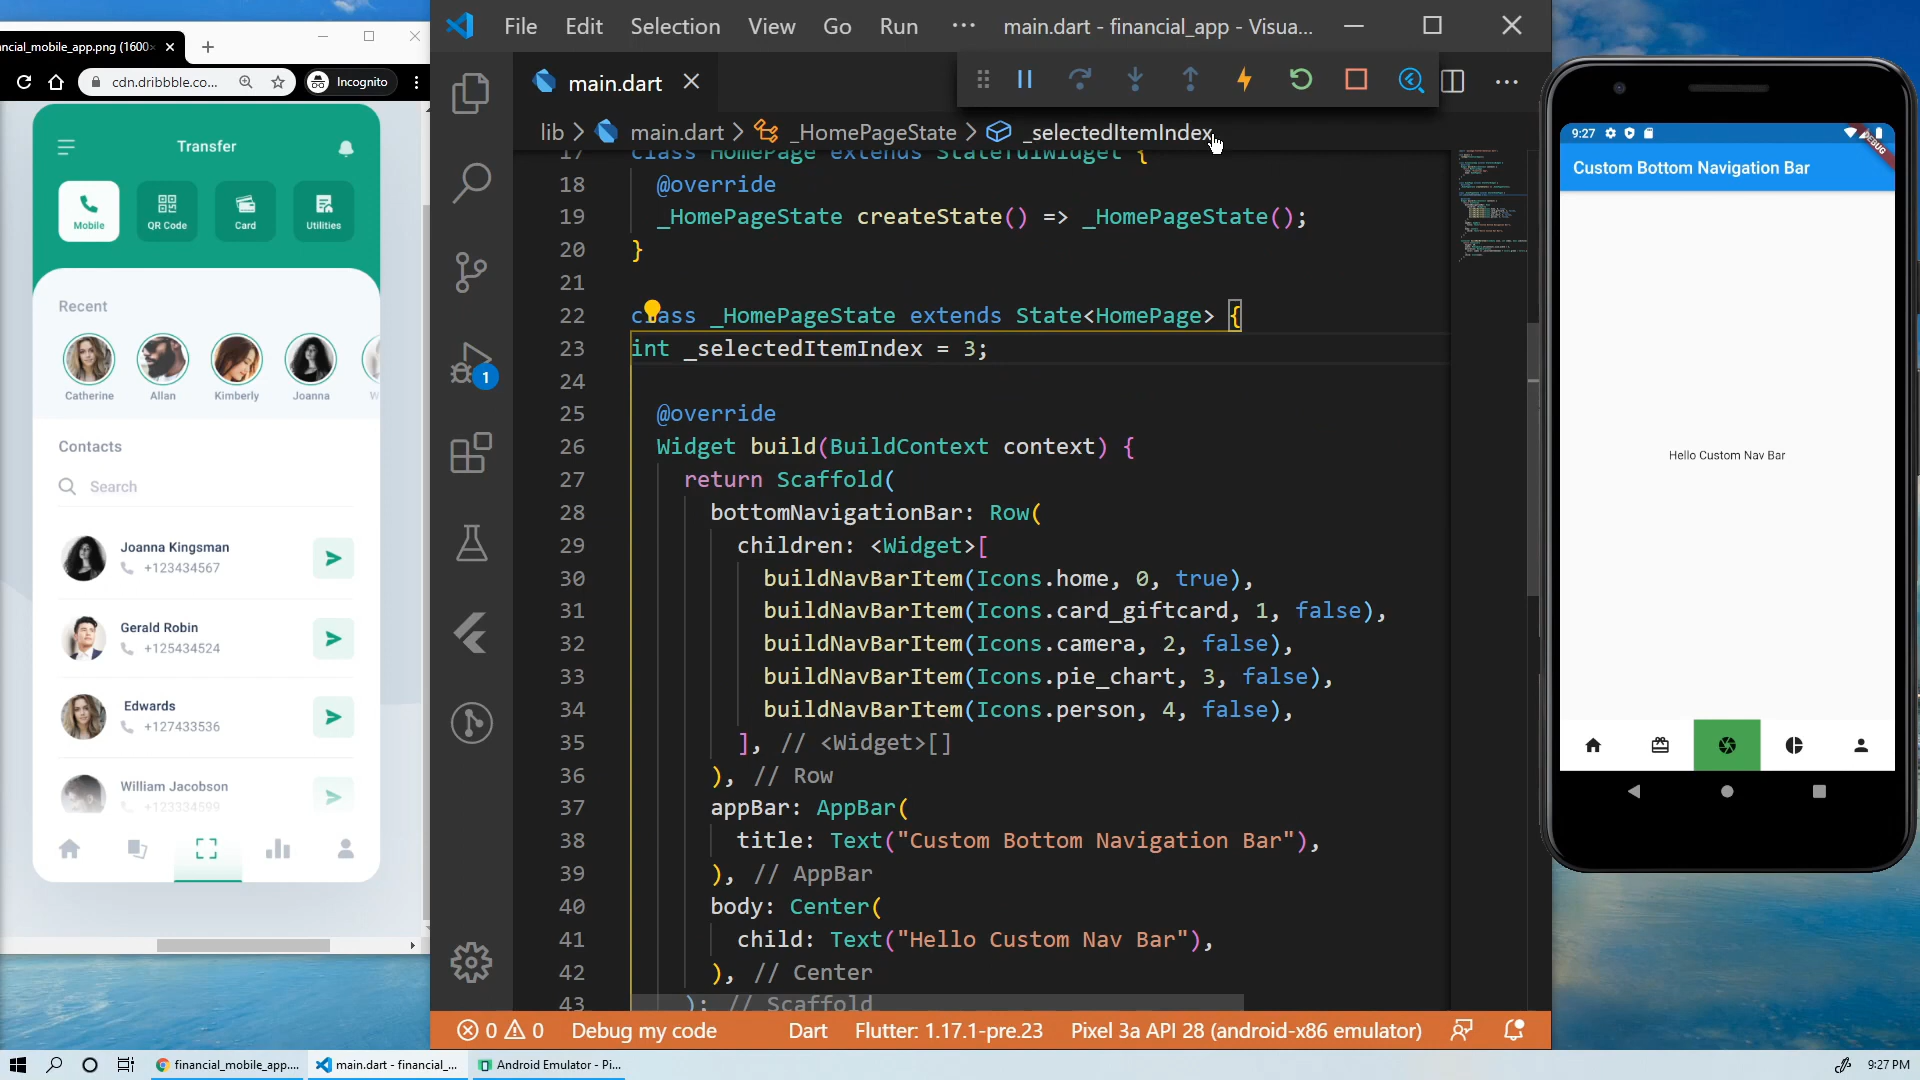 ncial_mobile_app.png (1600×
cdn.dribbble.co...
Incognito
Transfer
Mobile
QR Code
Card
Utilities
Recent
Catherine
Allan
Kimberly
Joanna
W
Contacts
Search
Joanna Kingsman
+123434567
Gerald Robin
+125434524
Edwards
+127433536
William Jacobson
+123334599
File Edit Selection View Go Run ··· main.dart - financial_app - Visua...
main.dart
lib > main.dart > _HomePageState > _selectedItemIndex
17 class HomePage extends StatefulWidget {
18 @override
19 _HomePageState createState() => _HomePageState();
20 }
21
22 class _HomePageState extends State<HomePage> {
23 int _selectedItemIndex = 3;
24
25 @override
26 Widget build(BuildContext context) {
27 return Scaffold(
28 bottomNavigationBar: Row(
29 children: <Widget>[
30 buildNavBarItem(Icons.home, 0, true),
31 buildNavBarItem(Icons.card_giftcard, 1, false),
32 buildNavBarItem(Icons.camera, 2, false),
33 buildNavBarItem(Icons.pie_chart, 3, false),
34 buildNavBarItem(Icons.person, 4, false),
35 ], // <Widget>[]
36 ), // Row
37 appBar: AppBar(
38 title: Text("Custom Bottom Navigation Bar"),
39 ), // AppBar
40 body: Center(
41 child: Text("Hello Custom Nav Bar"),
42 ), // Center
43 ); // Scaffold
1
0 0 Debug my code Dart Flutter: 1.17.1-pre.23 Pixel 3a API 28 (android-x86 emulator)
9:27
DEBUG
Custom Bottom Navigation Bar
Hello Custom Nav Bar
financial_mobile_app....
main.dart - financial_...
Android Emulator - Pi...
9:27 PM